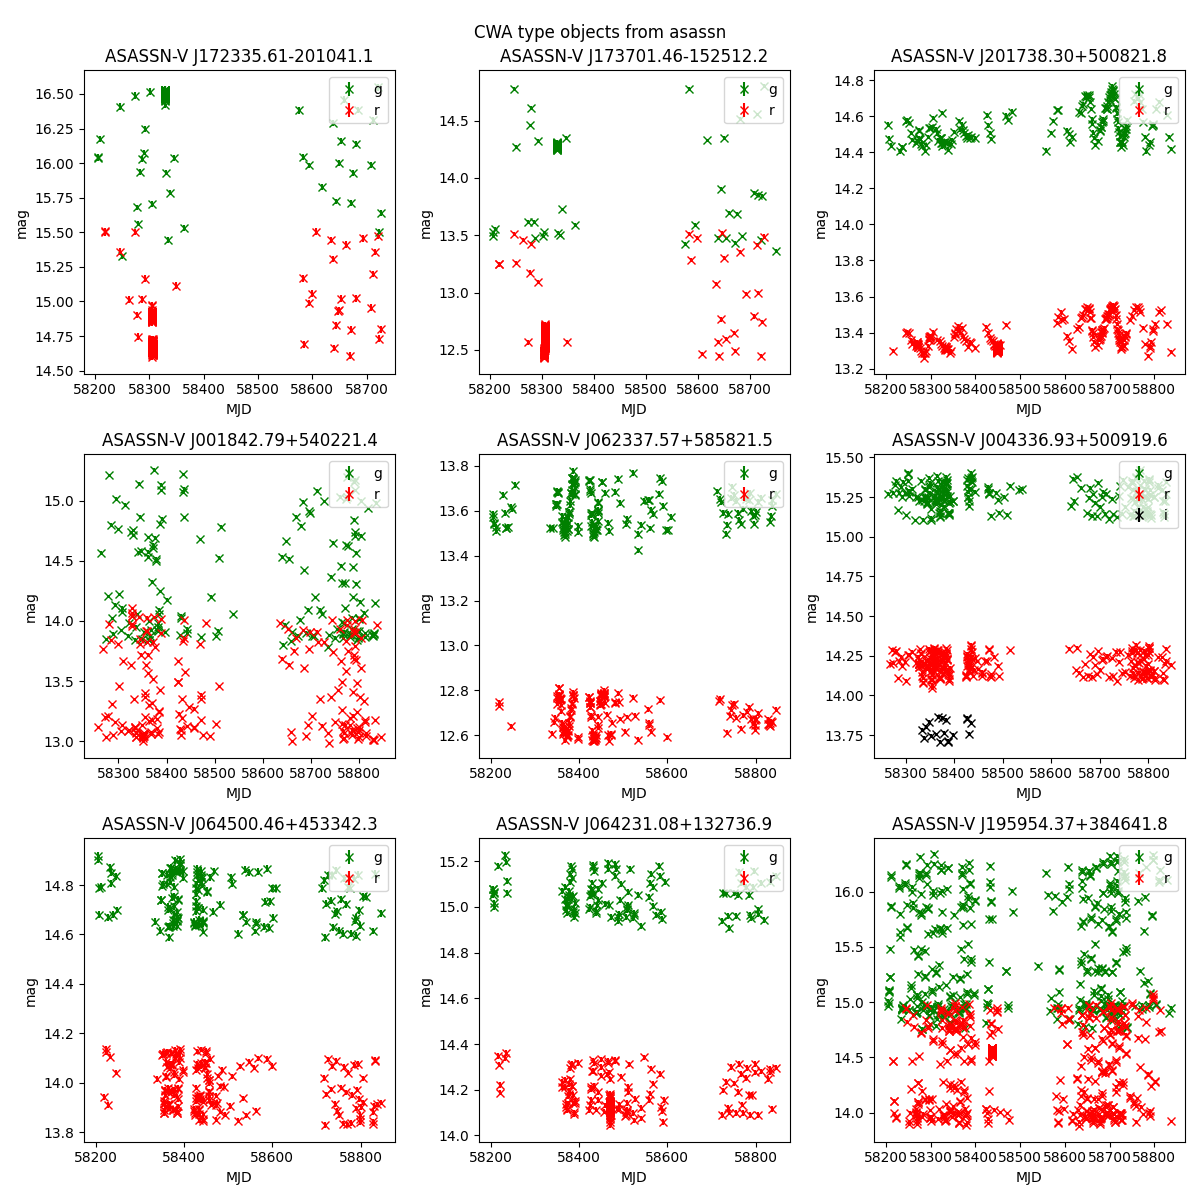 CWA type objects from asassn
ASASSN-V J172335.61-201041.1
ASASSN-V J173701.46-152512.2
ASASSN-V J201738.30+500821.8
16.50
16.25
16.00
15.75
15.50
15.25
15.00
14.75
14.50
mag
58200 58300 58400 58500 58600 58700
MJD
g
r
14.5
14.0
13.5
13.0
12.5
mag
58200 58300 58400 58500 58600 58700
MJD
g
r
14.8
14.6
14.4
14.2
14.0
13.8
13.6
13.4
13.2
mag
58200 58300 58400 58500 58600 58700 58800
MJD
g
r
ASASSN-V J001842.79+540221.4
ASASSN-V J062337.57+585821.5
ASASSN-V J004336.93+500919.6
15.0
14.5
14.0
13.5
13.0
mag
58300 58400 58500 58600 58700 58800
MJD
g
r
13.8
13.6
13.4
13.2
13.0
12.8
12.6
mag
58200 58400 58600 58800
MJD
g
r
15.50
15.25
15.00
14.75
14.50
14.25
14.00
13.75
mag
58300 58400 58500 58600 58700 58800
MJD
g
r
i
ASASSN-V J064500.46+453342.3
ASASSN-V J064231.08+132736.9
ASASSN-V J195954.37+384641.8
14.8
14.6
14.4
14.2
14.0
13.8
mag
58200 58400 58600 58800
MJD
g
r
15.2
15.0
14.8
14.6
14.4
14.2
14.0
mag
58200 58400 58600 58800
MJD
g
r
16.0
15.5
15.0
14.5
14.0
mag
58200 58300 58400 58500 58600 58700 58800
MJD
g
r